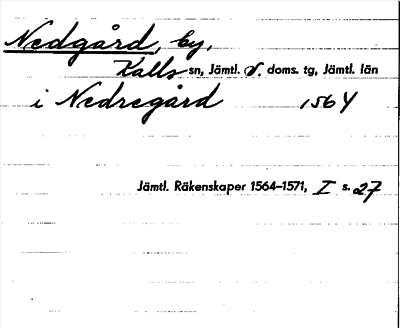 Nedgård, by,
Kalls sn, Jämtl. V. doms. tg, Jämtl. län
i Nedregård 1564
Jämtl. Räkenskaper 1564–1571, I s. 27